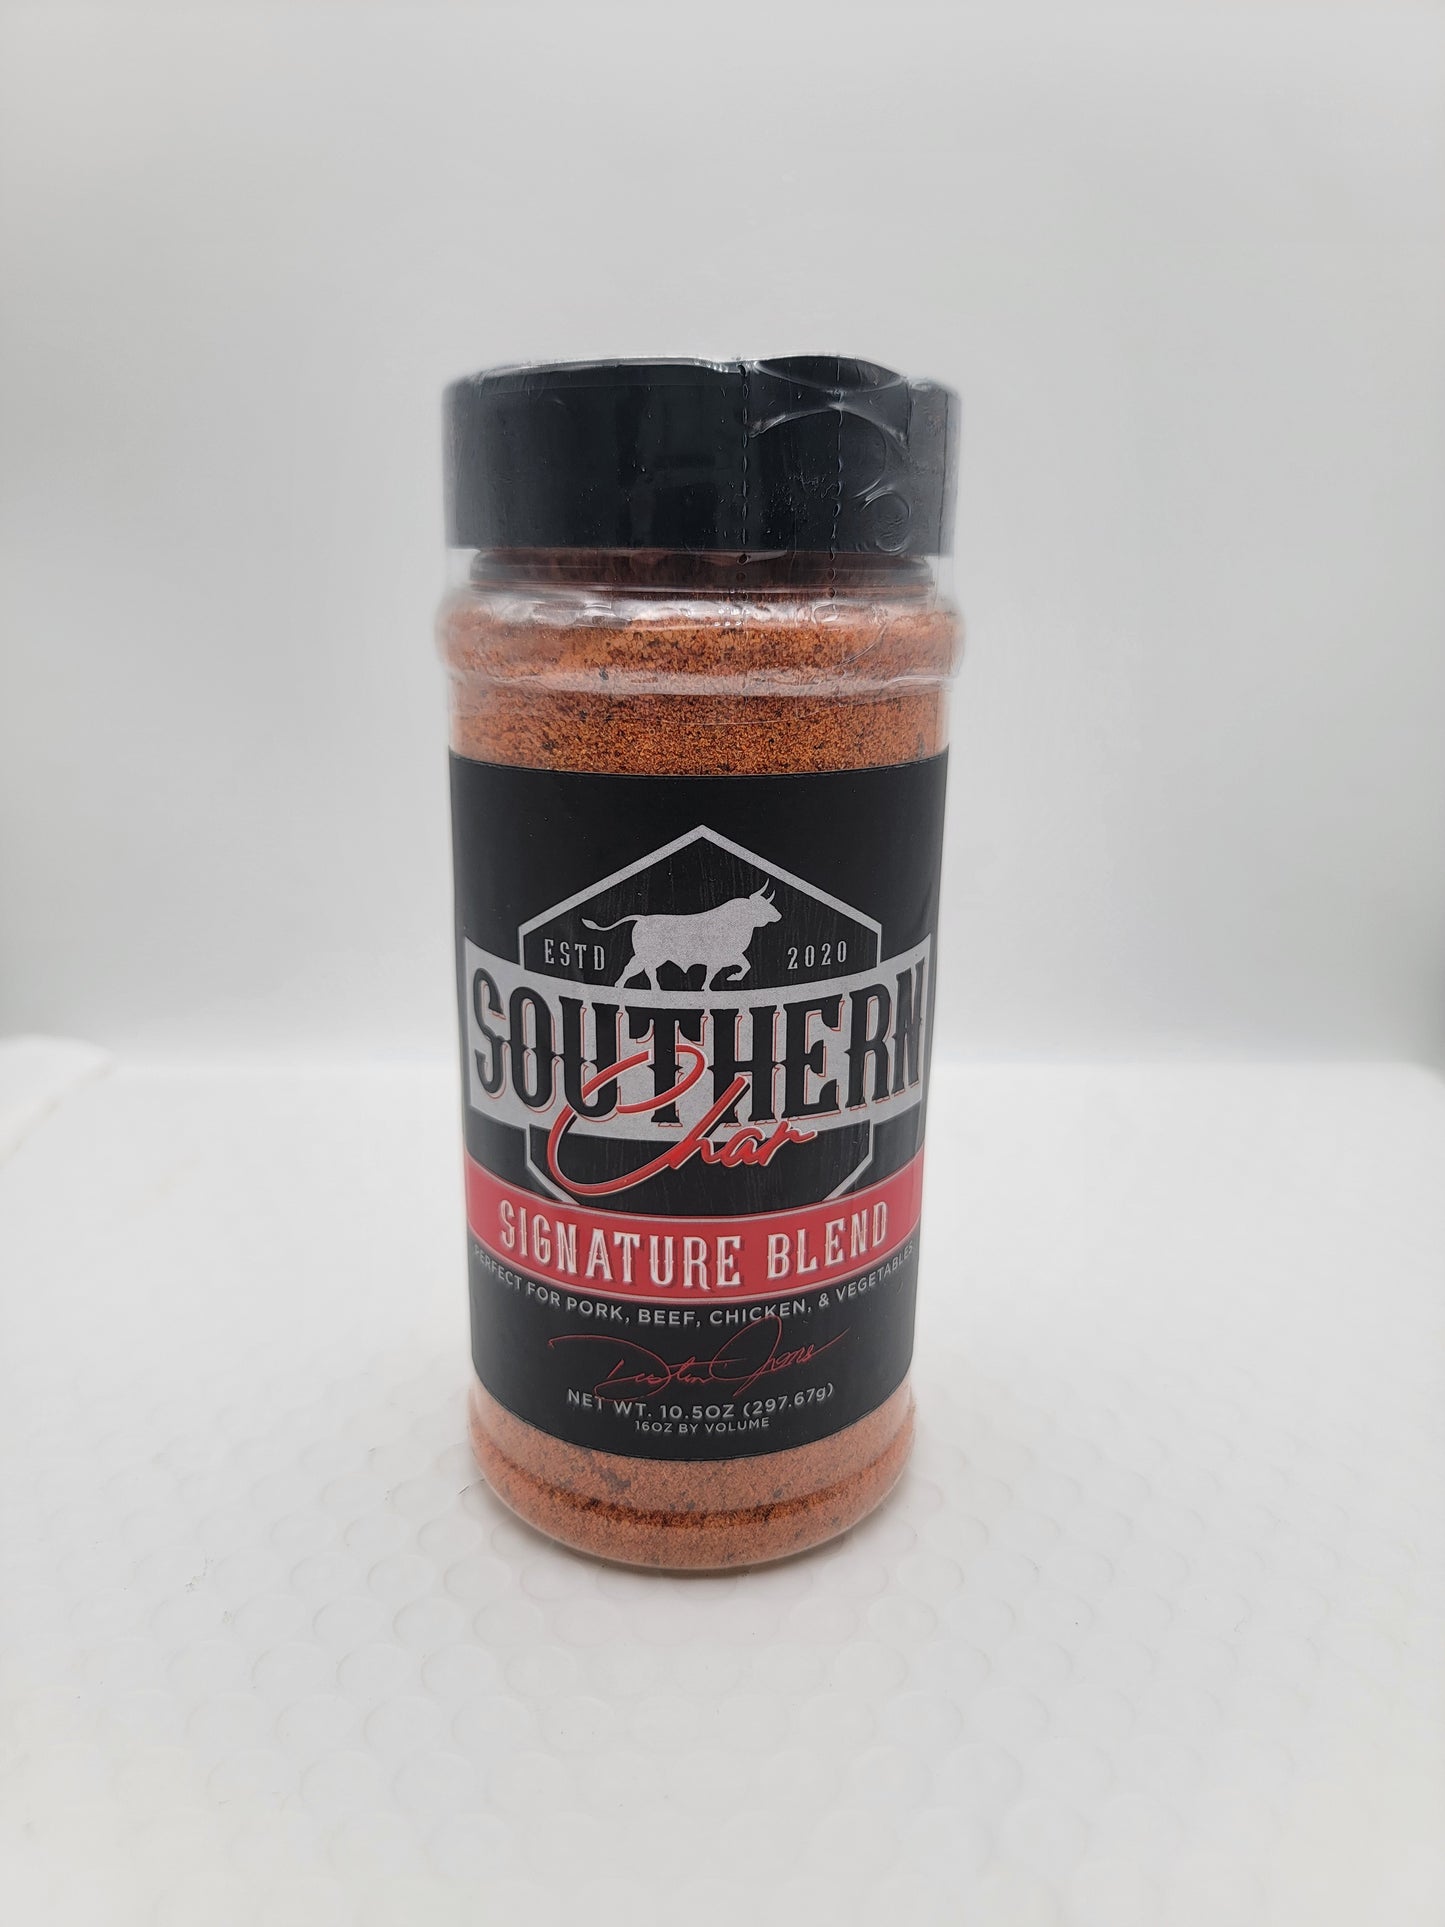 ESTD 2020
SOUTHERN
Char
SIGNATURE BLEND
PERFECT FOR PORK, BEEF, CHICKEN, & VEGETABLES
NET WT. 10.5OZ (297.67g)
16OZ BY VOLUME